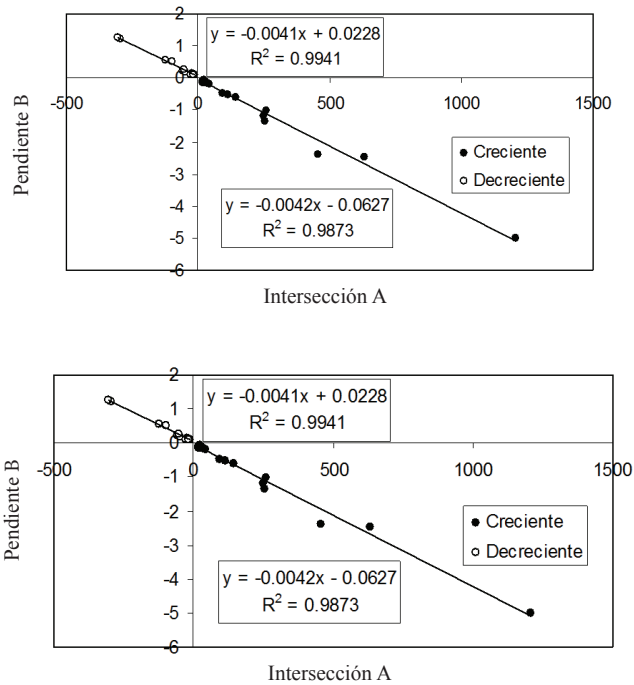 2
y = -0.0041x + 0.0228
R² = 0.9941
1
0
-500 0 500 1000 1500
-1
-2
Creciente
Decreciente
-3
-4
y = -0.0042x - 0.0627
R² = 0.9873
-5
-6
Pendiente B
Intersección A
2
y = -0.0041x + 0.0228
R² = 0.9941
1
0
-500 0 500 1000 1500
-1
-2
Creciente
Decreciente
-3
-4
y = -0.0042x - 0.0627
R² = 0.9873
-5
-6
Pendiente B
Intersección A